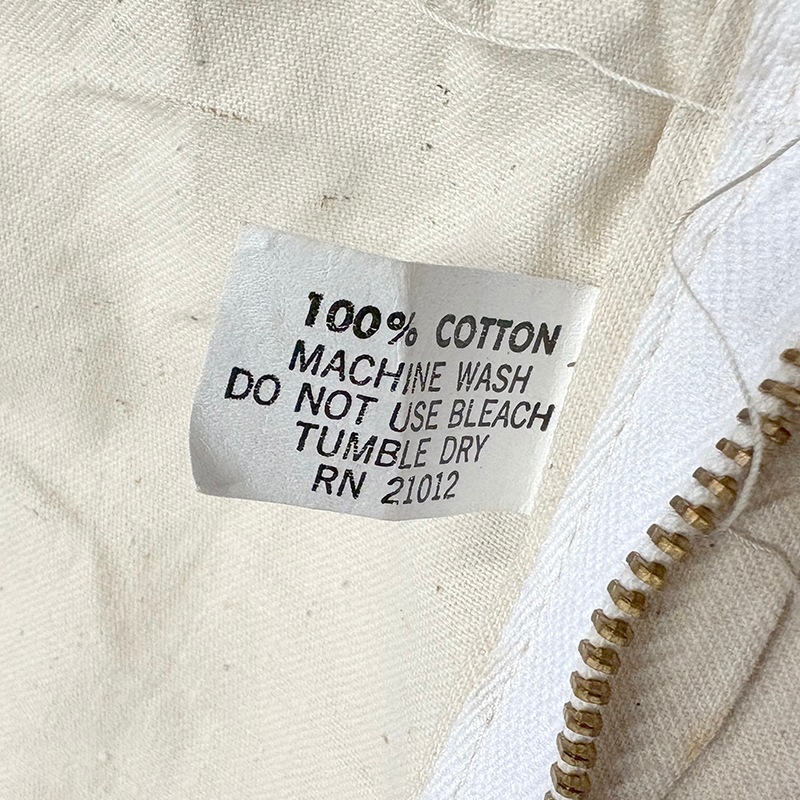 100% COTTON
MACHINE WASH
DO NOT USE BLEACH
TUMBLE DRY
RN 21012